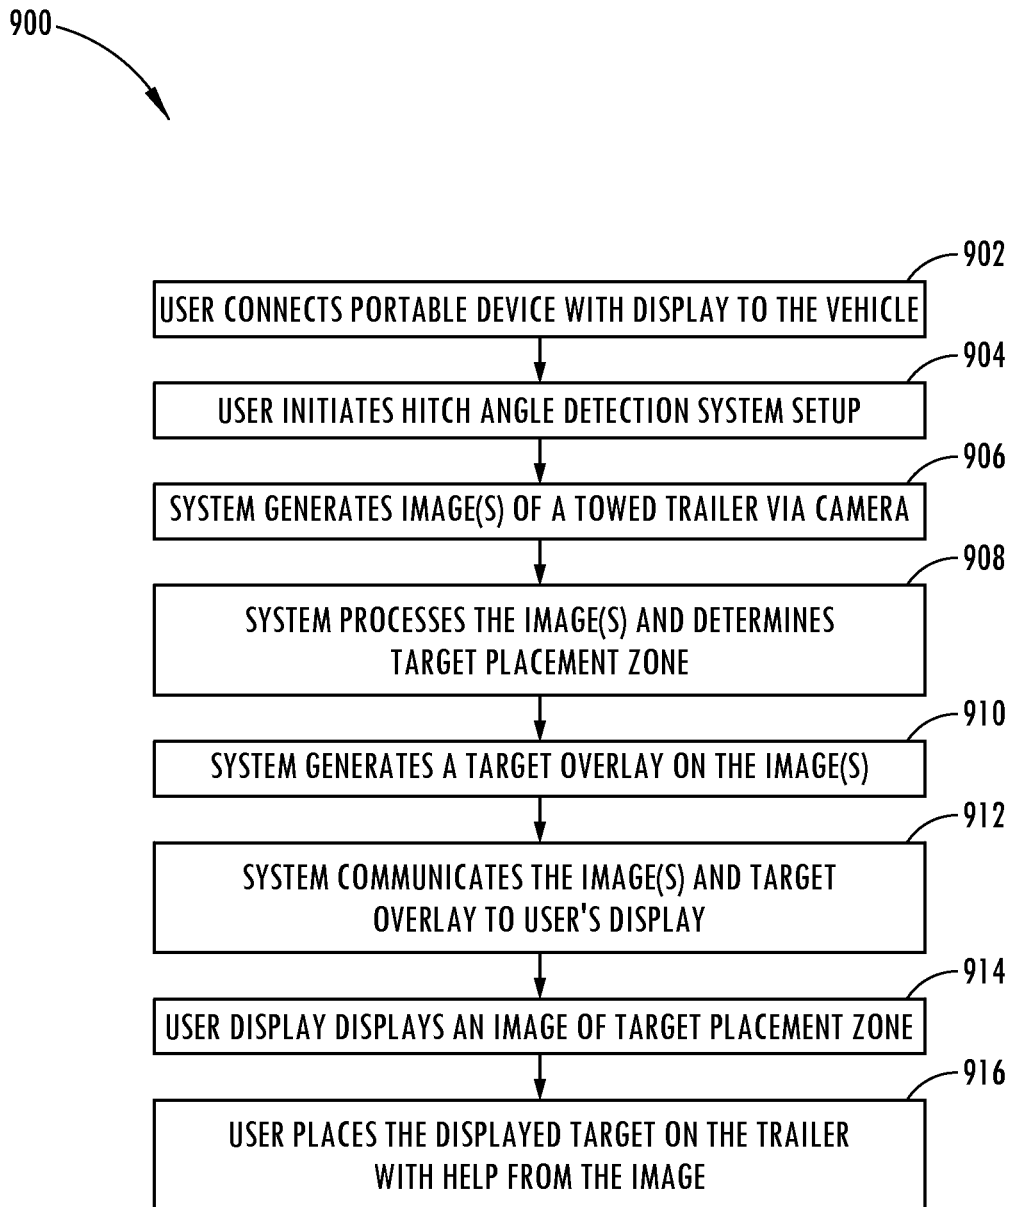 900
902
USER CONNECTS PORTABLE DEVICE WITH DISPLAY TO THE VEHICLE
904
USER INITIATES HITCH ANGLE DETECTION SYSTEM SETUP
906
SYSTEM GENERATES IMAGE(S) OF A TOWED TRAILER VIA CAMERA
908
SYSTEM PROCESSES THE IMAGE(S) AND DETERMINES
TARGET PLACEMENT ZONE
910
SYSTEM GENERATES A TARGET OVERLAY ON THE IMAGE(S)
912
SYSTEM COMMUNICATES THE IMAGE(S) AND TARGET
OVERLAY TO USER'S DISPLAY
914
USER DISPLAY DISPLAYS AN IMAGE OF TARGET PLACEMENT ZONE
916
USER PLACES THE DISPLAYED TARGET ON THE TRAILER
WITH HELP FROM THE IMAGE